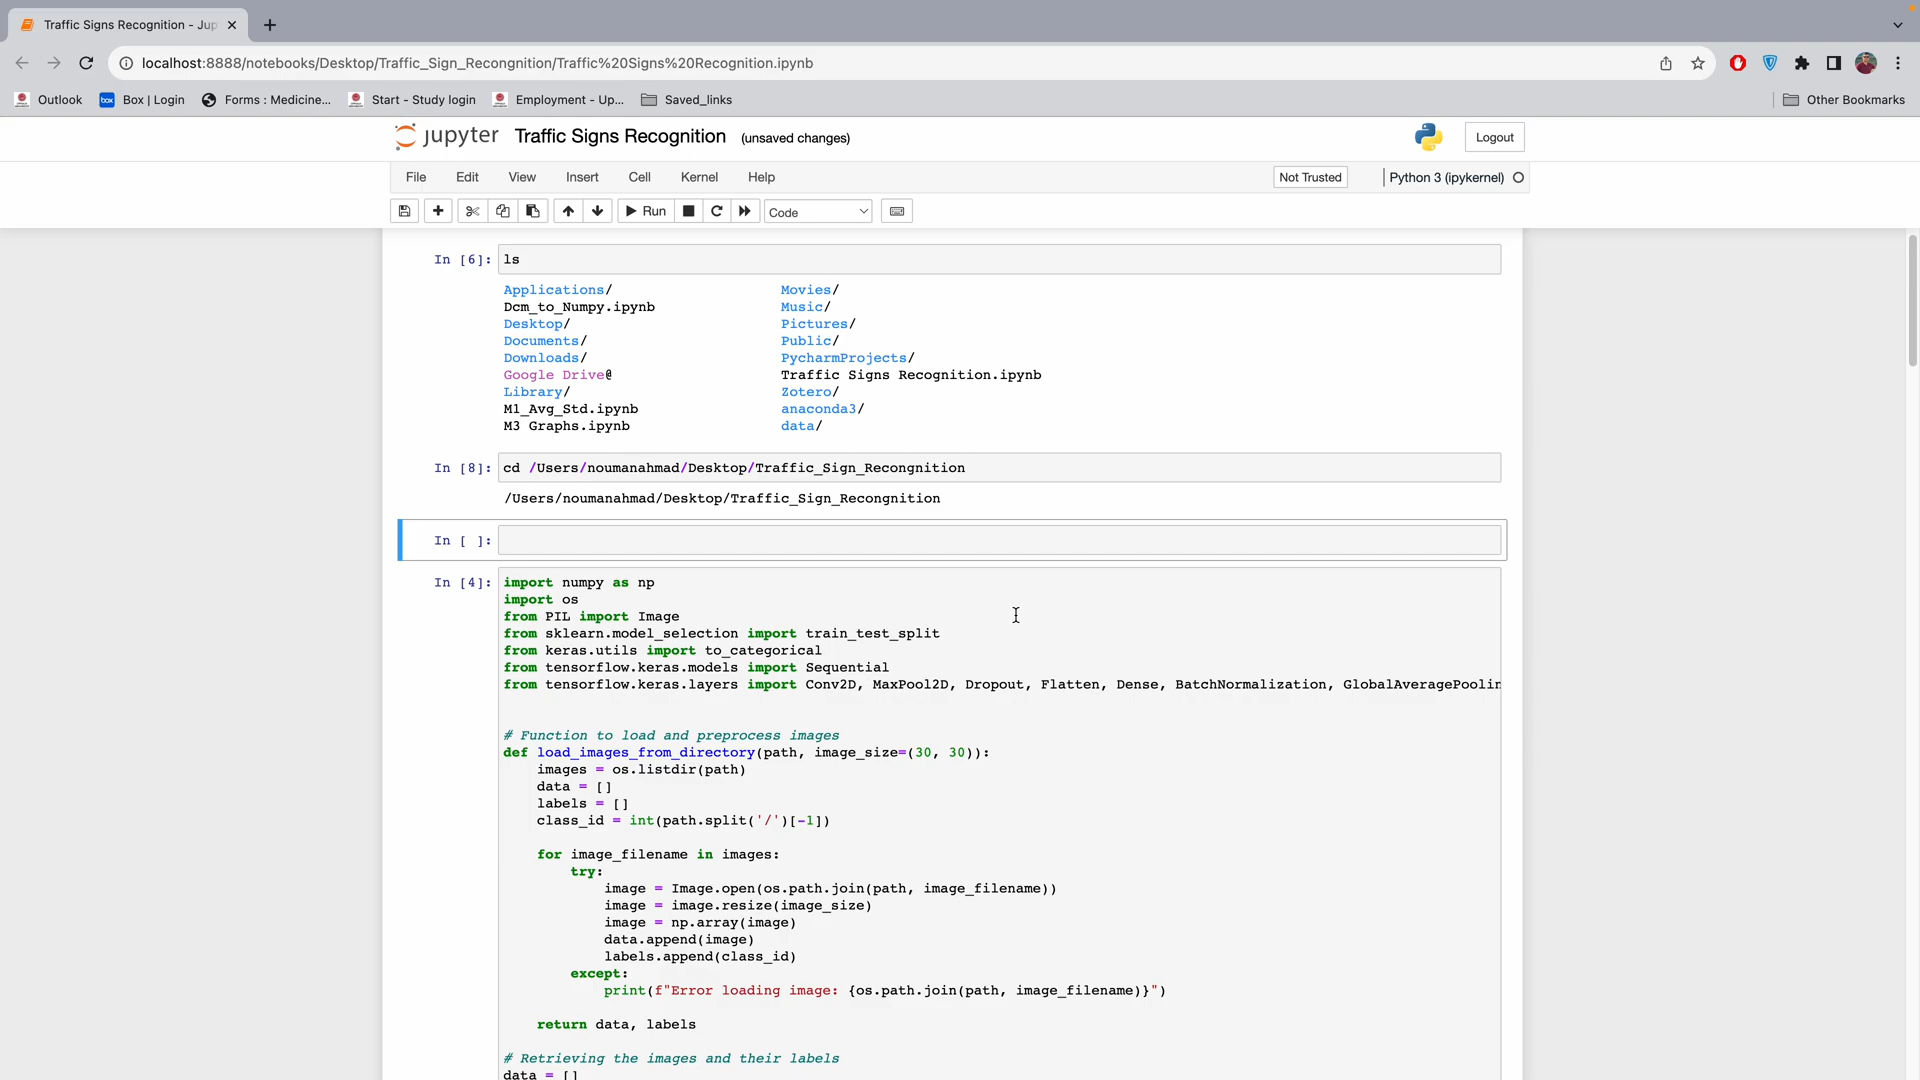 Traffic Signs Recognition - Jup
localhost:8888/notebooks/Desktop/Traffic_Sign_Recongnition/Traffic%20Signs%20Recognition.ipynb
Outlook
box Box | Login
Forms : Medicine...
Start - Study login
Employment - Up...
Saved_links
Other Bookmarks
jupyter Traffic Signs Recognition (unsaved changes)
Logout
File Edit View Insert Cell Kernel Help
Not Trusted
Python 3 (ipykernel)
Run
Code
In [6]: ls
Applications/ Movies/
Dcm_to_Numpy.ipynb Music/
Desktop/ Pictures/
Documents/ Public/
Downloads/ PycharmProjects/
Google Drive@ Traffic Signs Recognition.ipynb
Library/ Zotero/
M1_Avg_Std.ipynb anaconda3/
M3 Graphs.ipynb data/
In [8]: cd /Users/noumanahmad/Desktop/Traffic_Sign_Recongnition
/Users/noumanahmad/Desktop/Traffic_Sign_Recongnition
In [ ]:
In [4]: import numpy as np
import os
from PIL import Image
from sklearn.model_selection import train_test_split
from keras.utils import to_categorical
from tensorflow.keras.models import Sequential
from tensorflow.keras.layers import Conv2D, MaxPool2D, Dropout, Flatten, Dense, BatchNormalization, GlobalAveragePoolin
# Function to load and preprocess images
def load_images_from_directory(path, image_size=(30, 30)):
images = os.listdir(path)
data = []
labels = []
class_id = int(path.split('/')[-1])
for image_filename in images:
try:
image = Image.open(os.path.join(path, image_filename))
image = image.resize(image_size)
image = np.array(image)
data.append(image)
labels.append(class_id)
except:
print(f"Error loading image: {os.path.join(path, image_filename)}")
return data, labels
# Retrieving the images and their labels
data = []